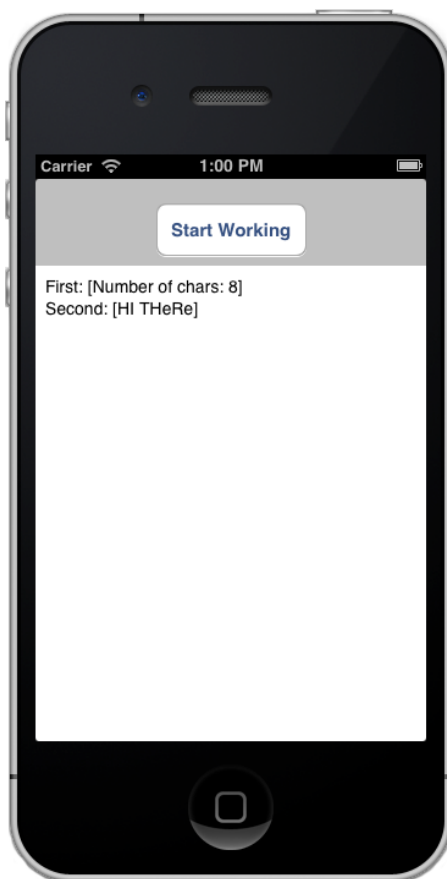 Carrier 1:00 PM
Start Working
First: [Number of chars: 8]
Second: [HI THeRe]